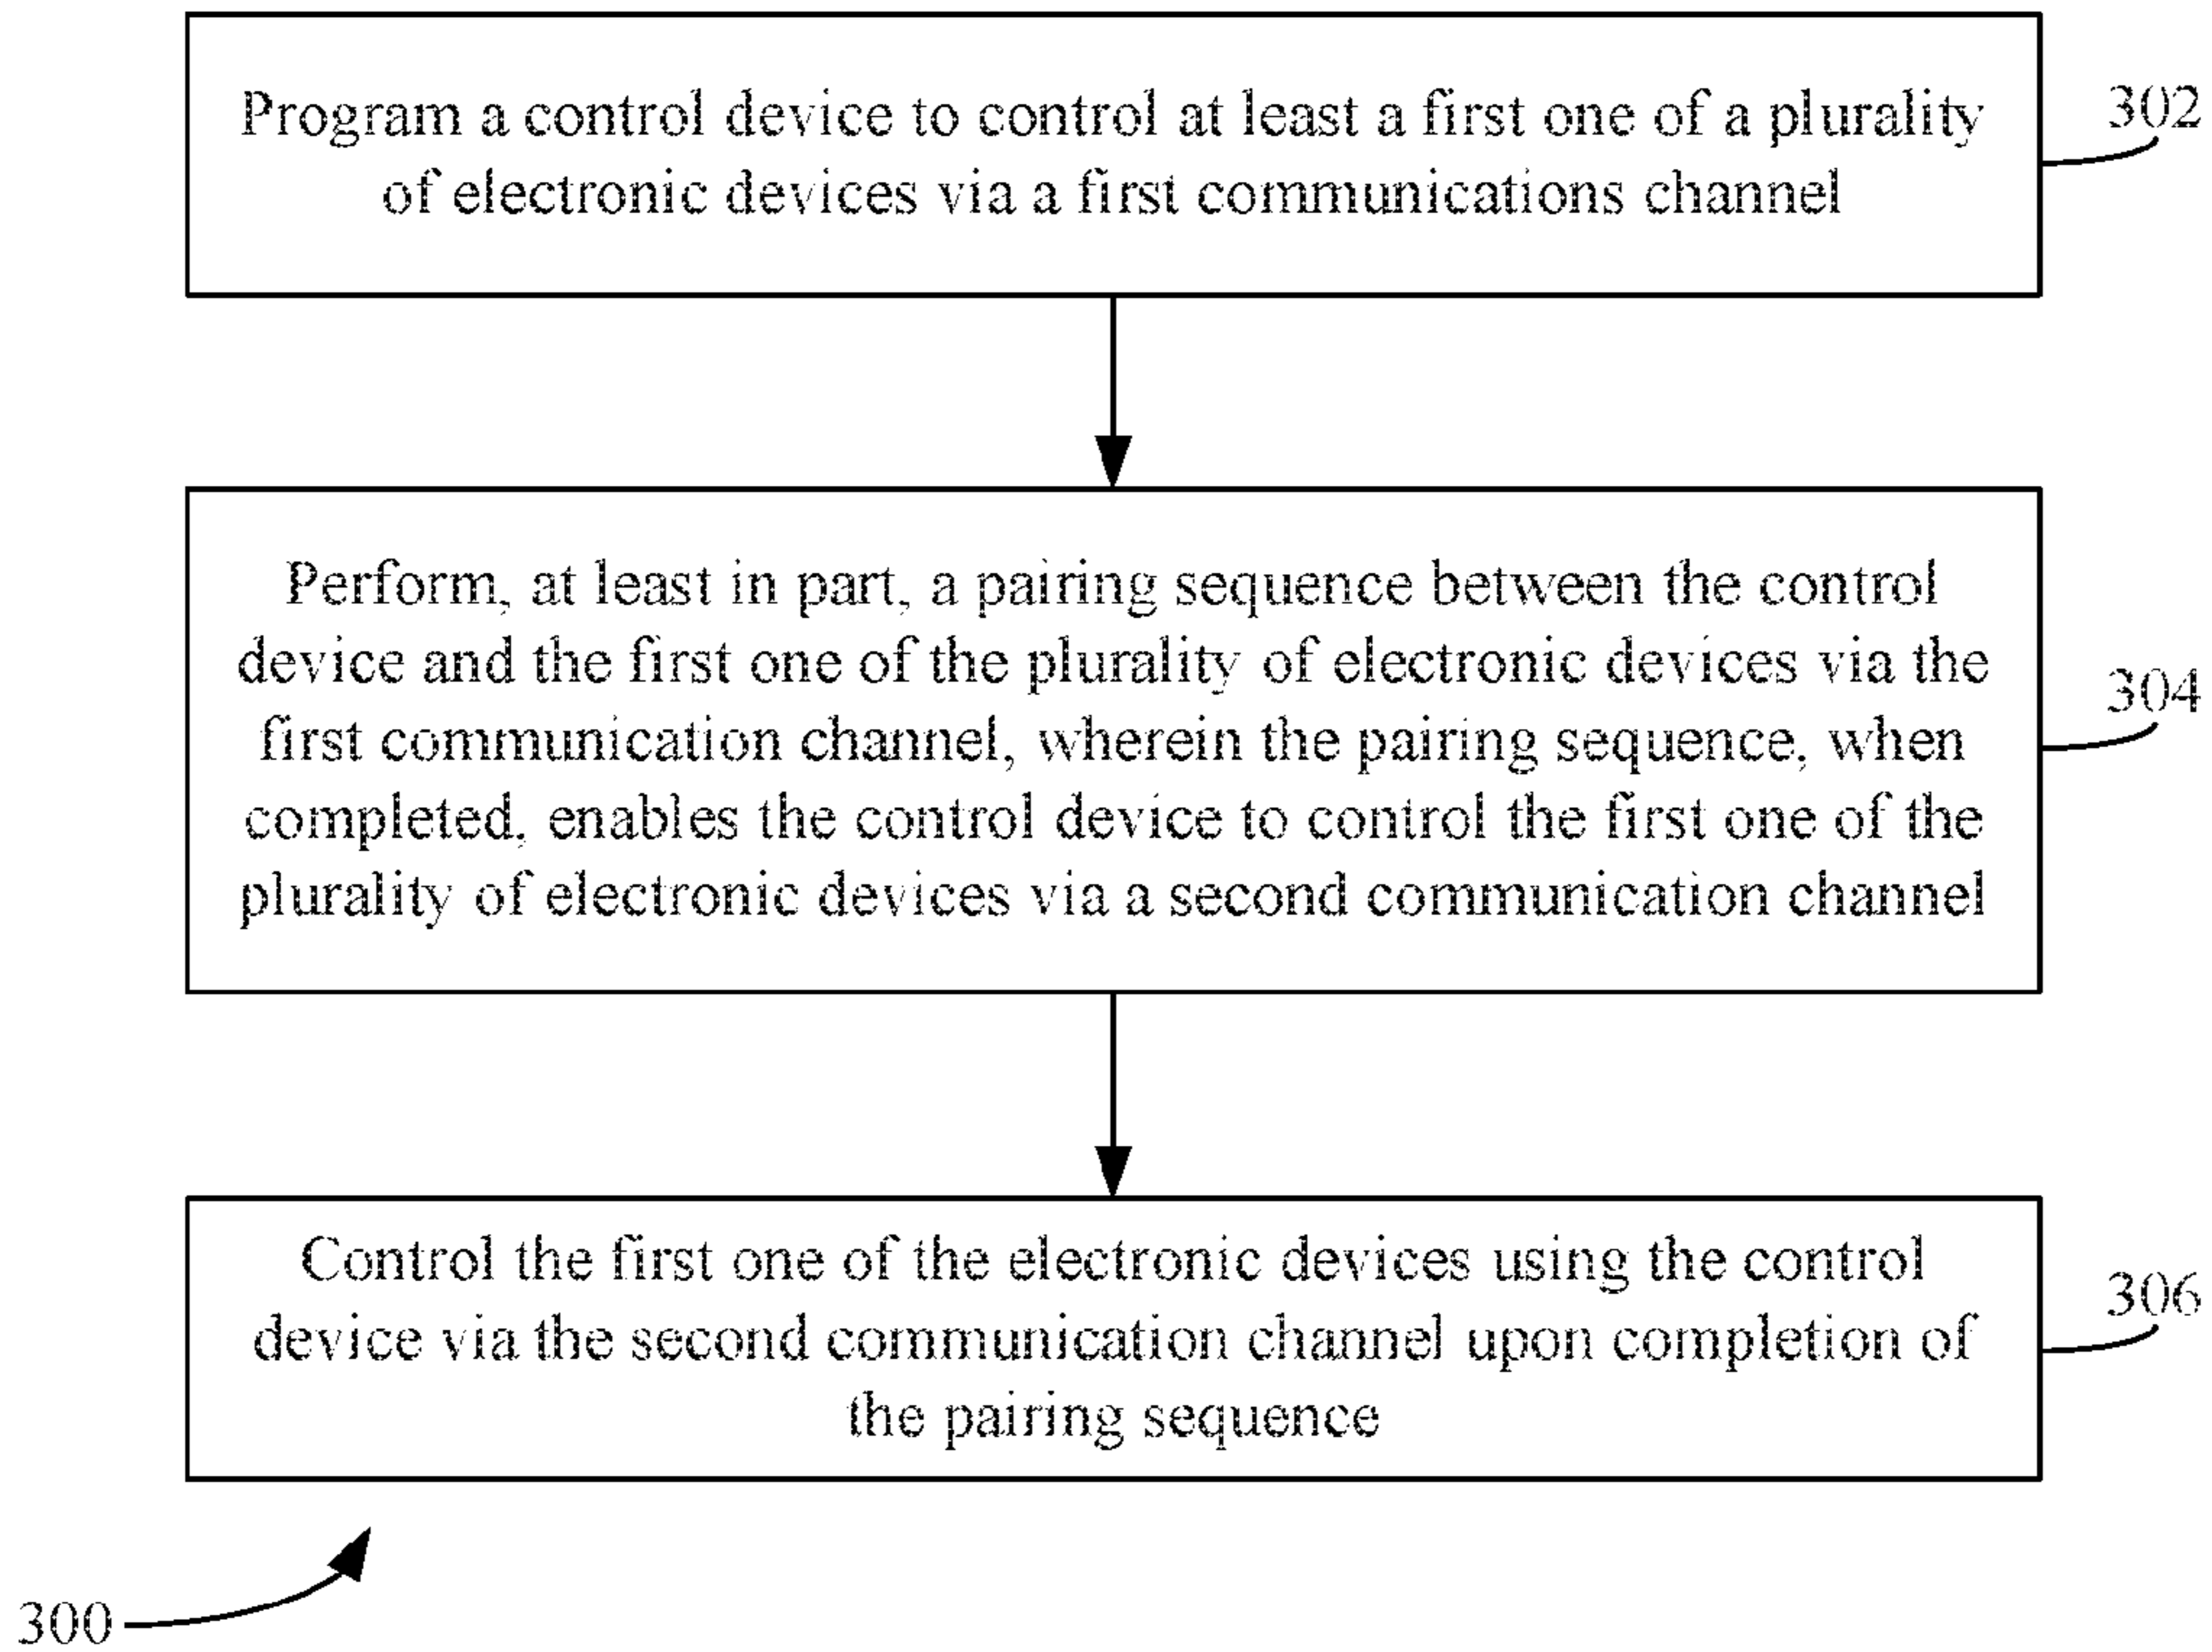 Program a control device to control at least a first one of a plurality
of electronic devices via a first communications channel
302
Perform, at least in part, a pairing sequence between the control
device and the first one of the plurality of electronic devices via the
first communication channel, wherein the pairing sequence, when
completed, enables the control device to control the first one of the
plurality of electronic devices via a second communication channel
304
Control the first one of the electronic devices using the control
device via the second communication channel upon completion of
the pairing sequence
306
300